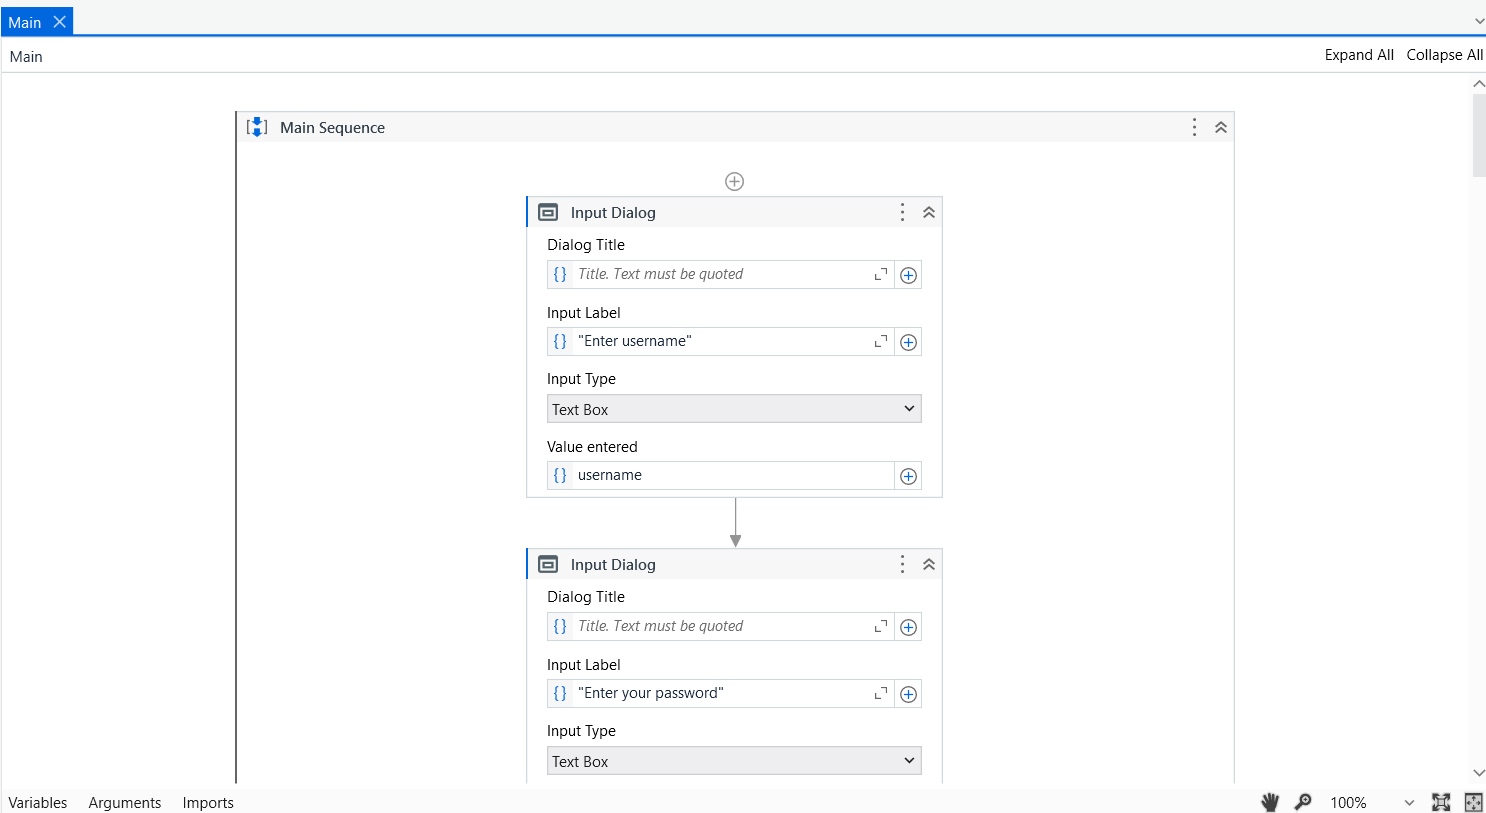 Main
Main
Expand All Collapse All
Main Sequence
Input Dialog
Dialog Title
{} Title. Text must be quoted
Input Label
{} "Enter username"
Input Type
Text Box
Value entered
{} username
Input Dialog
Dialog Title
{} Title. Text must be quoted
Input Label
{} "Enter your password"
Input Type
Text Box
Variables Arguments Imports 100%